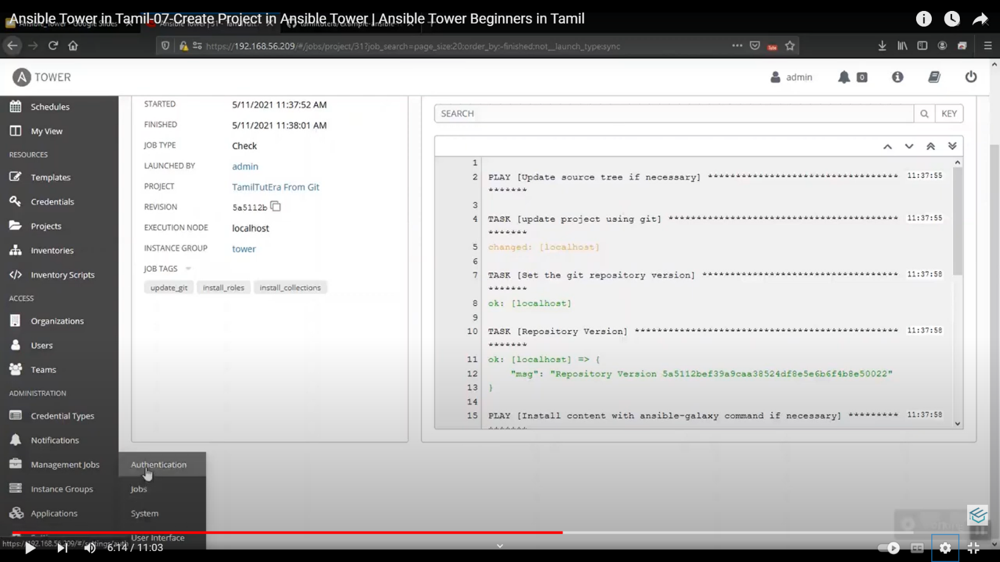 Ansible Tower in Tamil-07-Create Project in Ansible Tower | Ansible Tower Beginners in Tamil
https://192.168.56.209/#/jobs/project/31?job_search=page_size:20;order_by:-finished;not__launch_type:sync
TOWER
admin
0
Schedules
My View
RESOURCES
Templates
Credentials
Projects
Inventories
Inventory Scripts
ACCESS
Organizations
Users
Teams
ADMINISTRATION
Credential Types
Notifications
Management Jobs
Instance Groups
Applications
Authentication
Jobs
System
User Interface
STARTED 5/11/2021 11:37:52 AM
FINISHED 5/11/2021 11:38:01 AM
JOB TYPE Check
LAUNCHED BY admin
PROJECT TamilTutEra From Git
REVISION 5a5112b
EXECUTION NODE localhost
INSTANCE GROUP tower
JOB TAGS
update_git install_roles install_collections
SEARCH KEY
1
2 PLAY [Update source tree if necessary] ********************************** 11:37:55
*******
3
4 TASK [update project using git] ***************************************** 11:37:55
*******
5 changed: [localhost]
6
7 TASK [Set the git repository version] *********************************** 11:37:58
*******
8 ok: [localhost]
9
10 TASK [Repository Version] *********************************************** 11:37:58
*******
11 ok: [localhost] => {
12 "msg": "Repository Version 5a5112bef39a9caa38524df8e5e6b6f4b8e50022"
13 }
14
15 PLAY [Install content with ansible-galaxy command if necessary] ********* 11:37:58
*******
https://192.168.56.209/#/settings/auth
6:14 / 11:03
CC